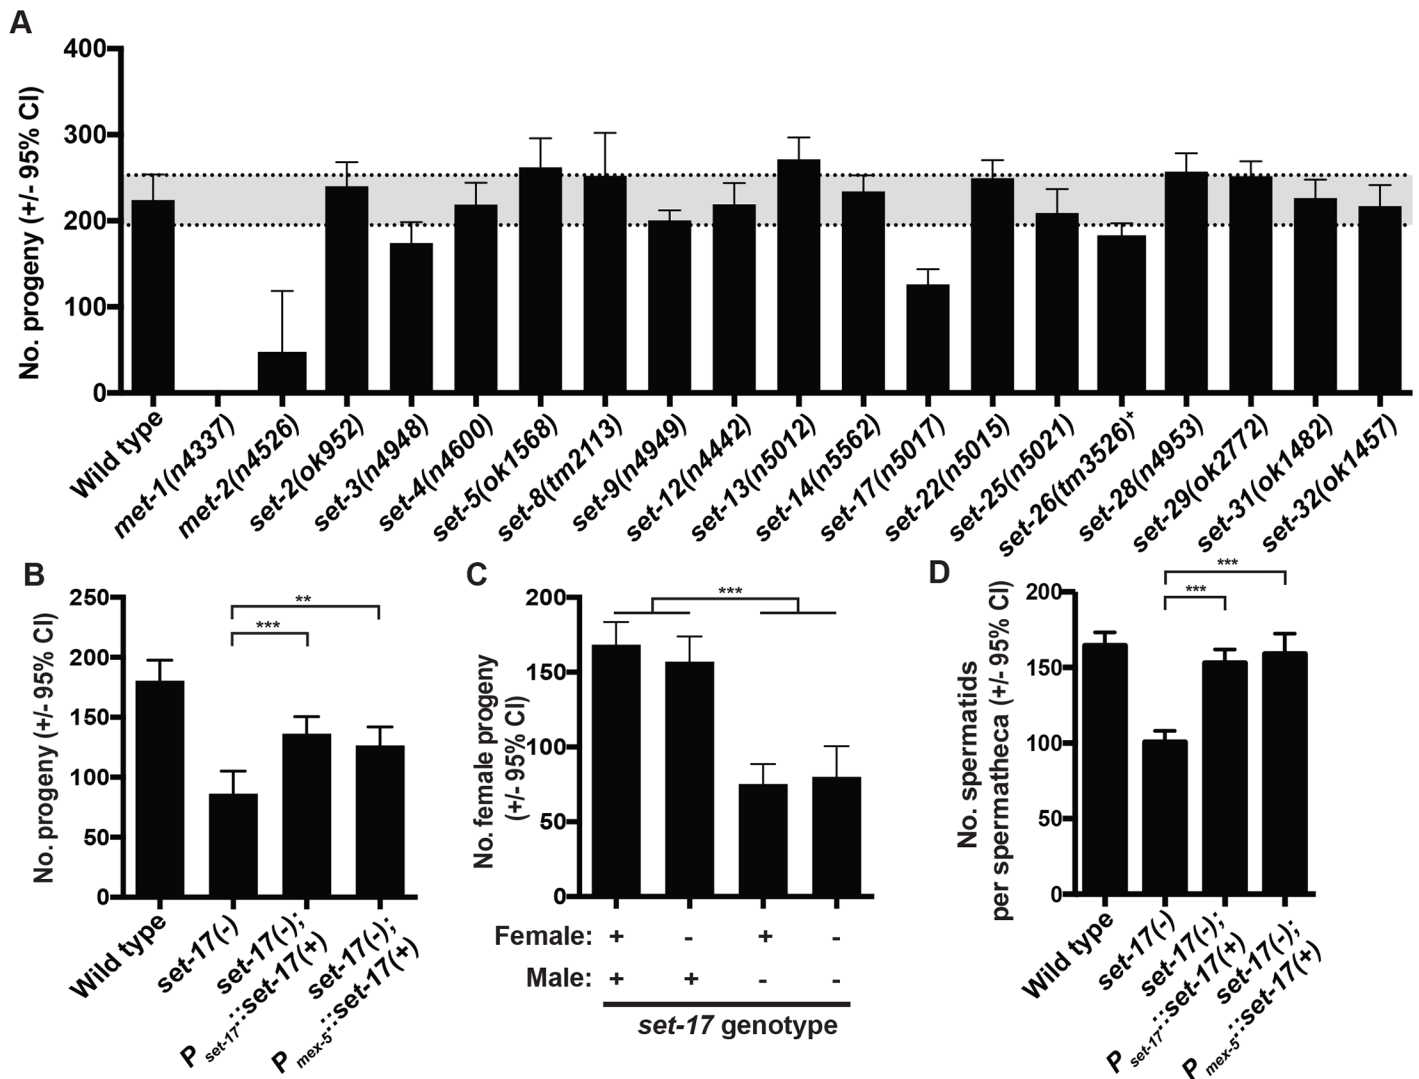 A
No. progeny (+/- 95% CI)
400
300
200
100
0
Wild type
met-1(n4337)
met-2(n4526)
set-2(ok952)
set-3(n4948)
set-4(n4600)
set-5(ok1568)
set-8(tm2113)
set-9(n4949)
set-12(n4442)
set-13(n5012)
set-14(n5562)
set-17(n5017)
set-22(n5015)
set-25(n5021)
set-26(tm3526)+
set-28(n4953)
set-29(ok2772)
set-31(ok1482)
set-32(ok1457)
B
No. progeny (+/- 95% CI)
250
200
150
100
50
0
**
***
Wild type
set-17(-)
set-17(-);
P set-17::set-17(+)
set-17(-);
P mex-5::set-17(+)
C
No. female progeny
(+/- 95% CI)
200
150
100
50
0
***
Female: + - + -
Male: + + - -
set-17 genotype
D
No. spermatids
per spermatheca (+/- 95% CI)
200
150
100
50
0
***
***
Wild type
set-17(-)
set-17(-);
P set-17::set-17(+)
set-17(-);
P mex-5::set-17(+)